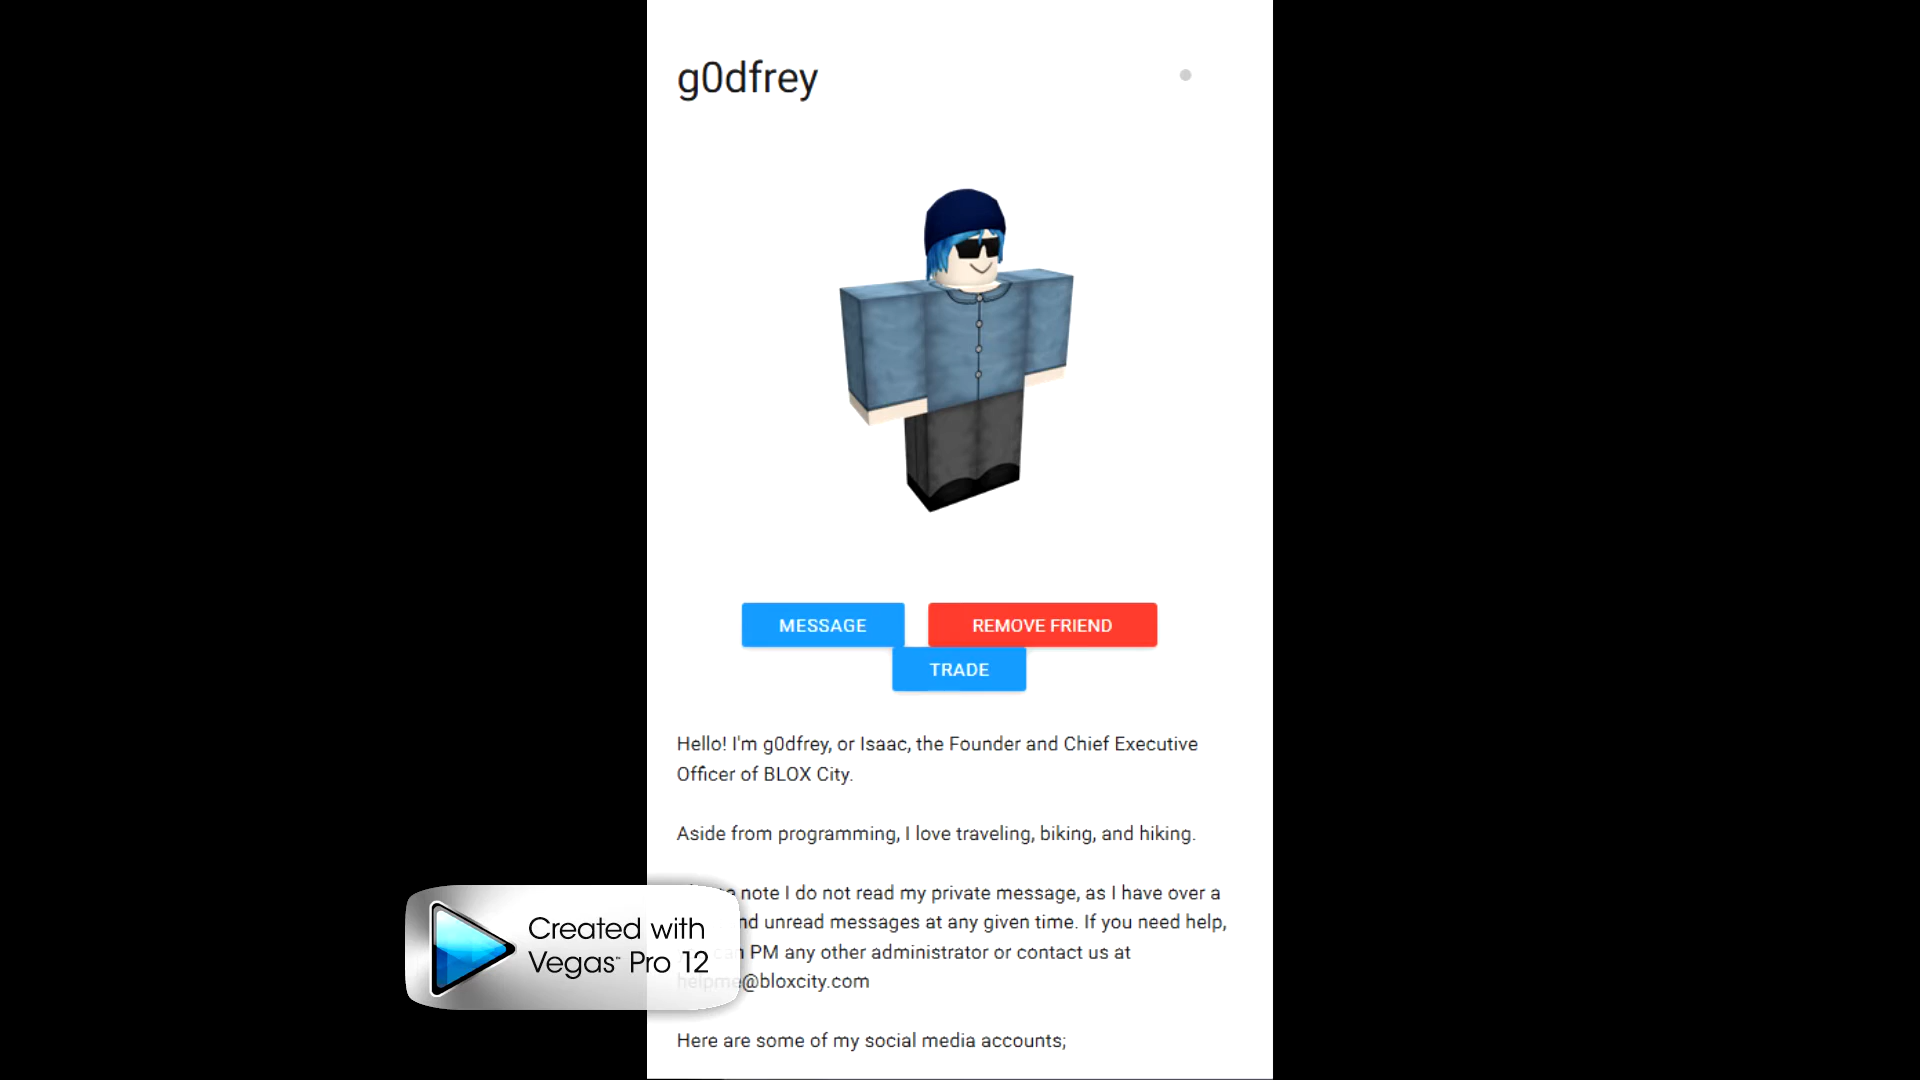 g0dfrey
MESSAGE
REMOVE FRIEND
TRADE
Hello! I'm g0dfrey, or Isaac, the Founder and Chief Executive
Officer of BLOX City.
Aside from programming, I love traveling, biking, and hiking.
note I do not read my private message, as I have over a
unread messages at any given time. If you need help,
can PM any other administrator or contact us at
helpme@bloxcity.com
Here are some of my social media accounts;
Created with
Vegas™ Pro 12